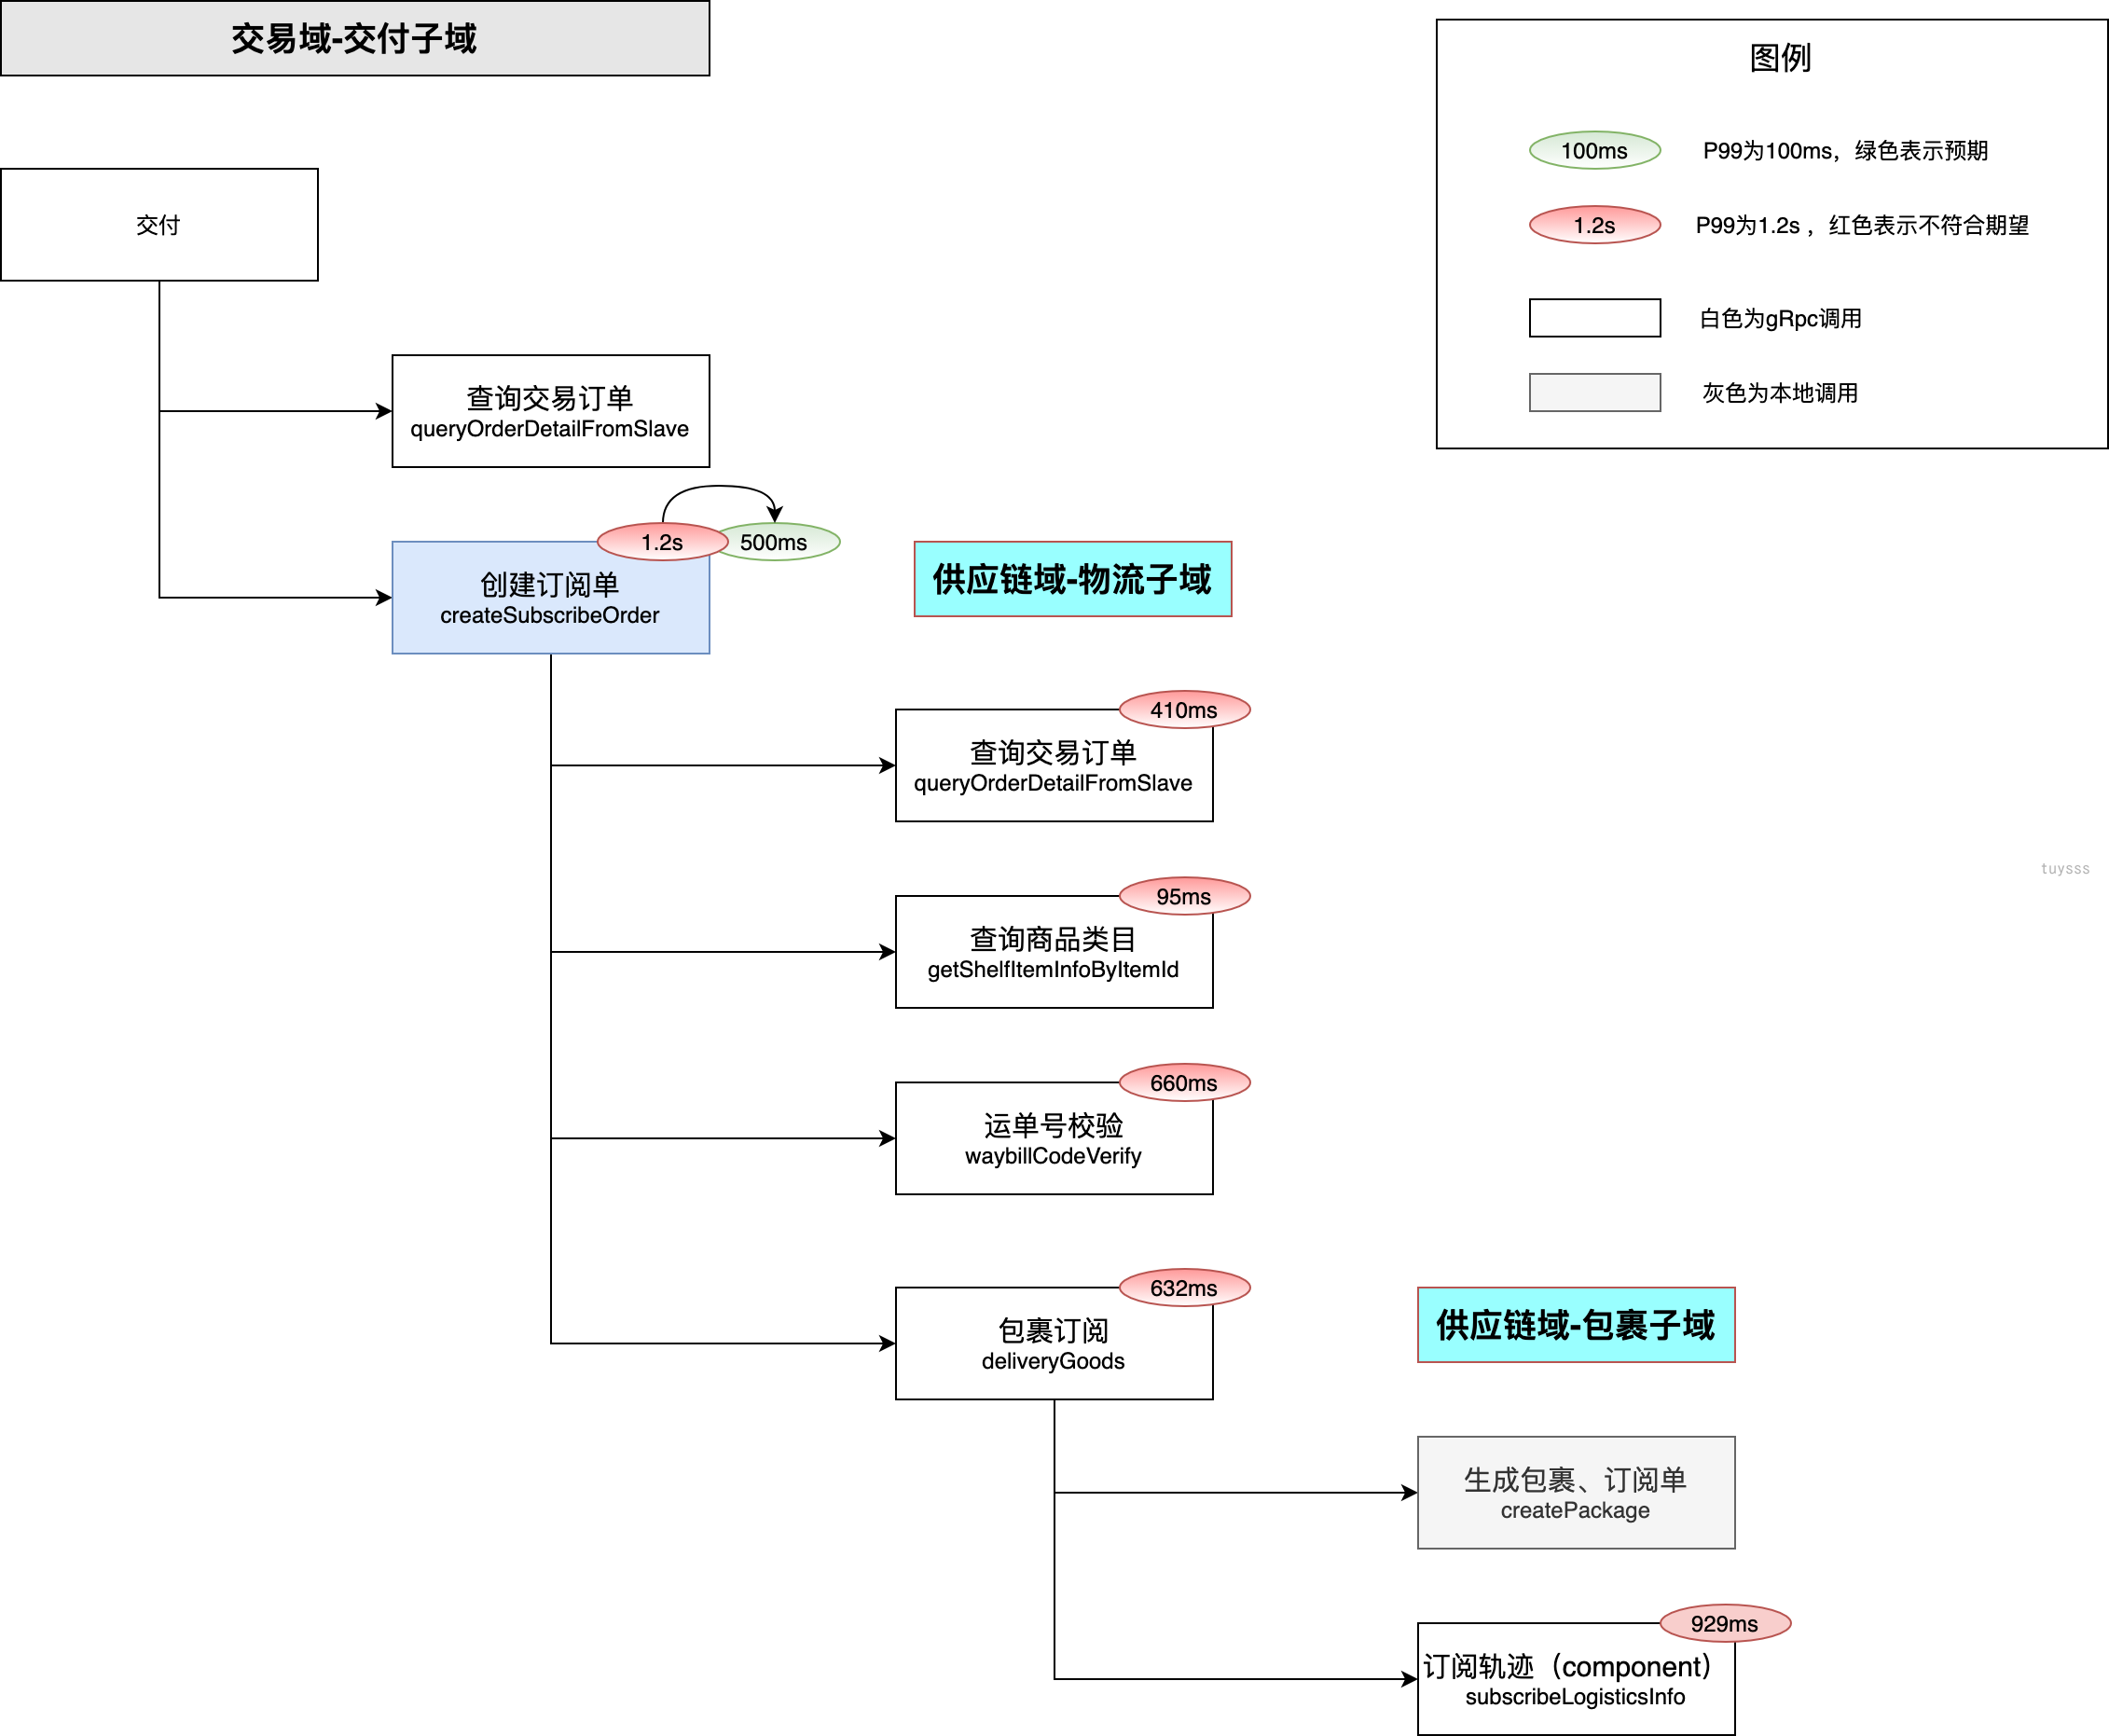 交易域-交付子域
图例
100ms
P99为100ms，绿色表示预期
1.2s
P99为1.2s ，红色表示不符合期望
白色为gRpc调用
灰色为本地调用
交付
查询交易订单
queryOrderDetailFromSlave
1.2s
500ms
创建订阅单
createSubscribeOrder
供应链域-物流子域
410ms
查询交易订单
queryOrderDetailFromSlave
tuysss
95ms
查询商品类目
getShelfItemInfoByItemId
660ms
运单号校验
waybillCodeVerify
632ms
包裹订阅
deliveryGoods
供应链域-包裹子域
生成包裹、订阅单
createPackage
929ms
订阅轨迹（component）
subscribeLogisticsInfo